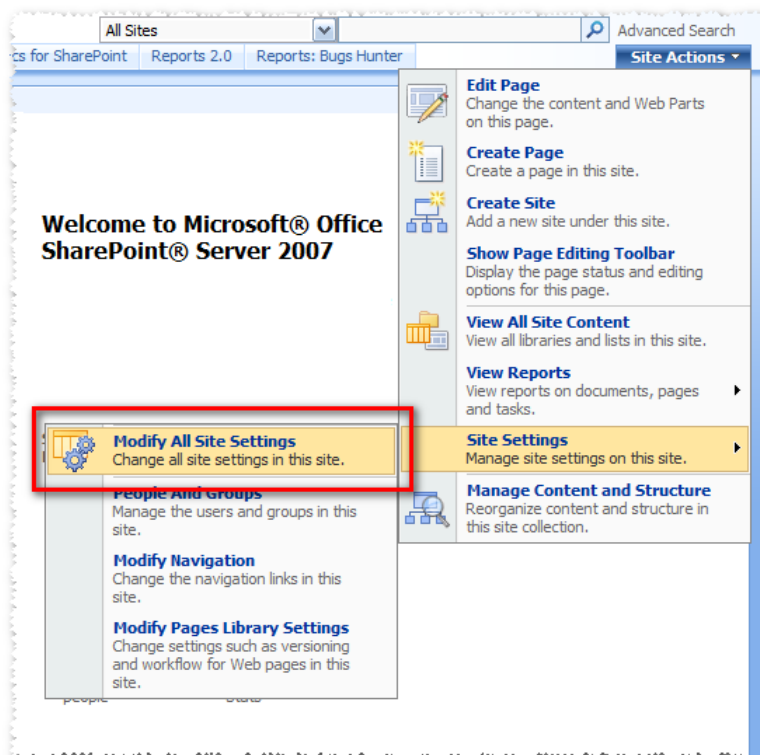 All Sites
Advanced Search
cs for SharePoint Reports 2.0 Reports: Bugs Hunter
Site Actions
Edit Page
Change the content and Web Parts
on this page.
Create Page
Create a page in this site.
Create Site
Add a new site under this site.
Show Page Editing Toolbar
Display the page status and editing
options for this page.
View All Site Content
View all libraries and lists in this site.
View Reports
View reports on documents, pages
and tasks.
Site Settings
Manage site settings on this site.
Manage Content and Structure
Reorganize content and structure in
this site collection.
Welcome to Microsoft® Office
SharePoint® Server 2007
Modify All Site Settings
Change all site settings in this site.
People And Groups
Manage the users and groups in this
site.
Modify Navigation
Change the navigation links in this
site.
Modify Pages Library Settings
Change settings such as versioning
and workflow for Web pages in this
site.